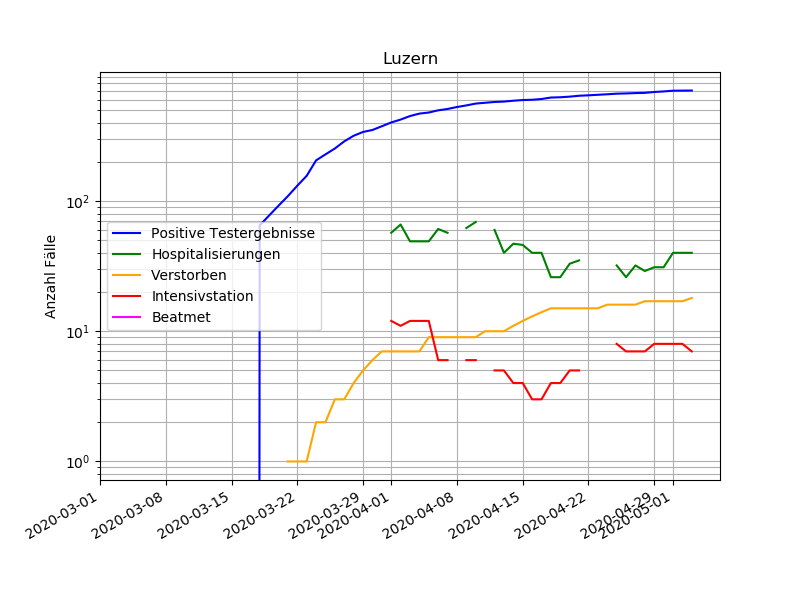 Luzern
Anzahl Fälle
10²
10¹
10⁰
Positive Testergebnisse
Hospitalisierungen
Verstorben
Intensivstation
Beatmet
2020-03-01
2020-03-08
2020-03-15
2020-03-22
2020-03-29
2020-04-01
2020-04-08
2020-04-15
2020-04-22
2020-04-29
2020-05-01